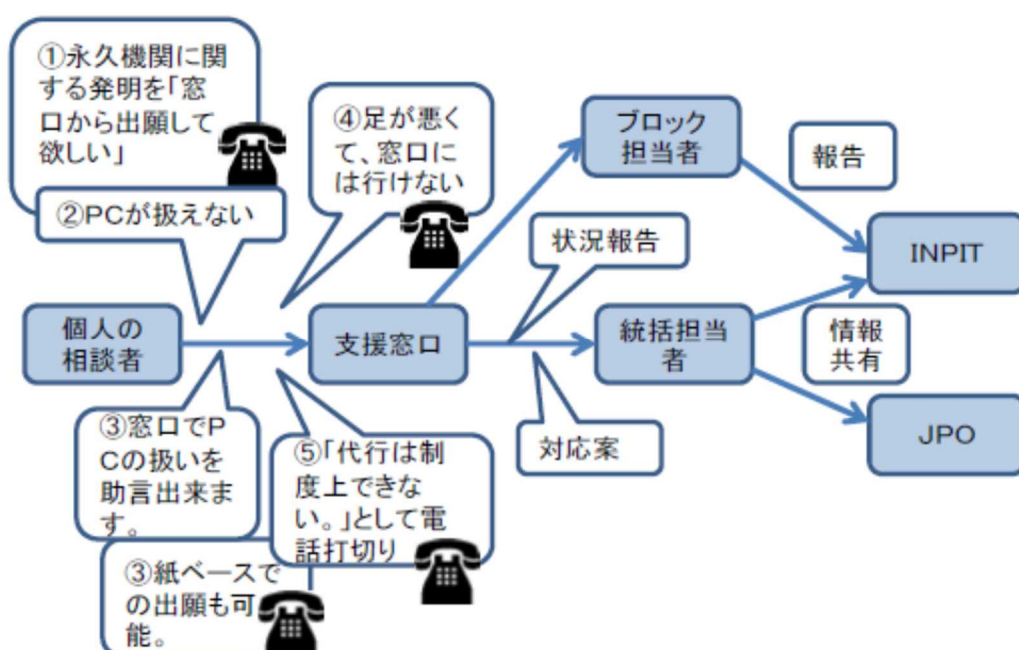 ①永久機関に関
する発明を「窓
口から出願して
欲しい」
②PCが扱えない
④足が悪く
て、窓口に
は行けない
ブロック
担当者
報告
状況報告
INPIT
個人の
相談者
支援窓口
統括担当
者
情報
共有
③窓口でP
Cの扱いを
助言出来ま
す。
⑤「代行は制
度上できな
い。」として電
話打切り
対応案
JPO
③紙ベースで
の出願も可
能。